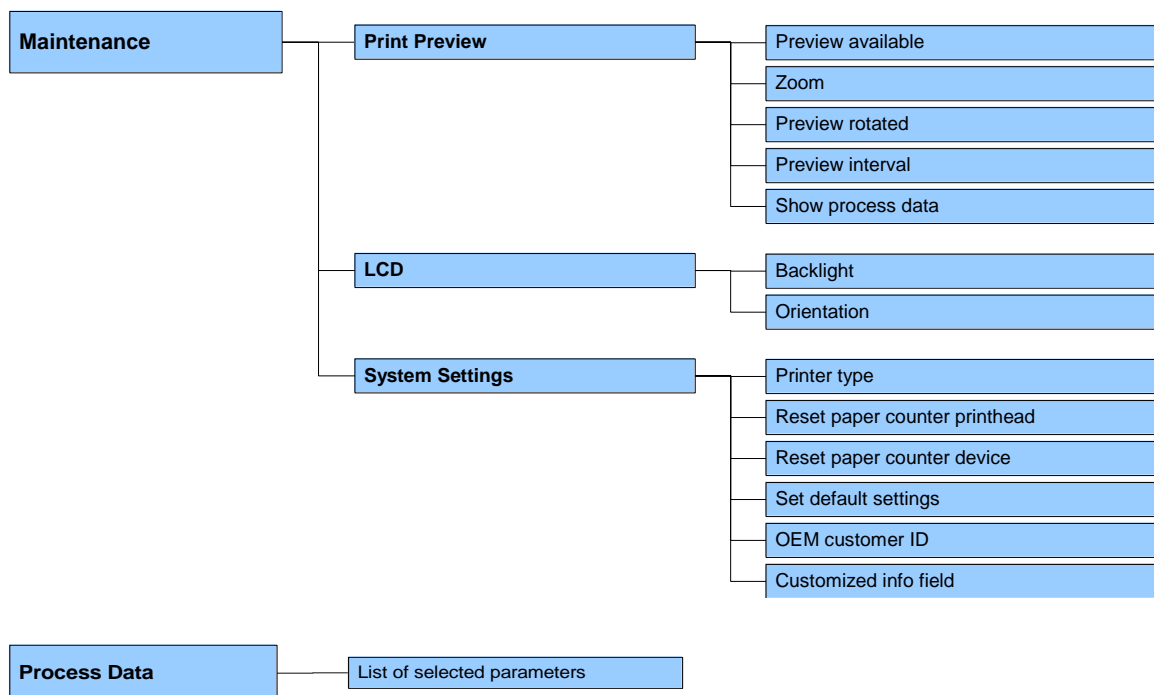 Maintenance
Print Preview
Preview available
Zoom
Preview rotated
Preview interval
Show process data
LCD
Backlight
Orientation
System Settings
Printer type
Reset paper counter printhead
Reset paper counter device
Set default settings
OEM customer ID
Customized info field
Process Data
List of selected parameters